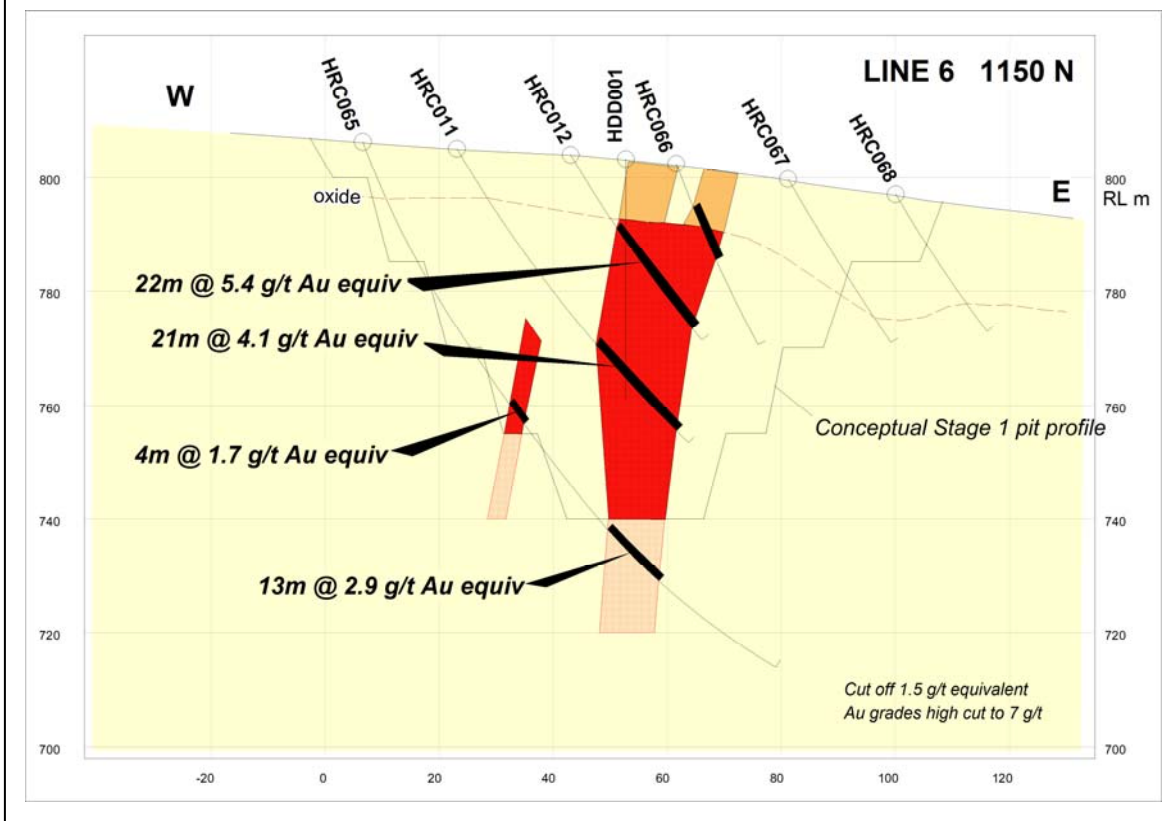 LINE 6 1150 N
W
HRC065
HRC011
HRC012
HDD001
HRC066
HRC067
HRC068
800
800
oxide
E
RL m
22m @ 5.4 g/t Au equiv
780
780
21m @ 4.1 g/t Au equiv
760
760
Conceptual Stage 1 pit profile
4m @ 1.7 g/t Au equiv
740
740
13m @ 2.9 g/t Au equiv
720
720
Cut off 1.5 g/t equivalent
Au grades high cut to 7 g/t
700
700
-20 0 20 40 60 80 100 120